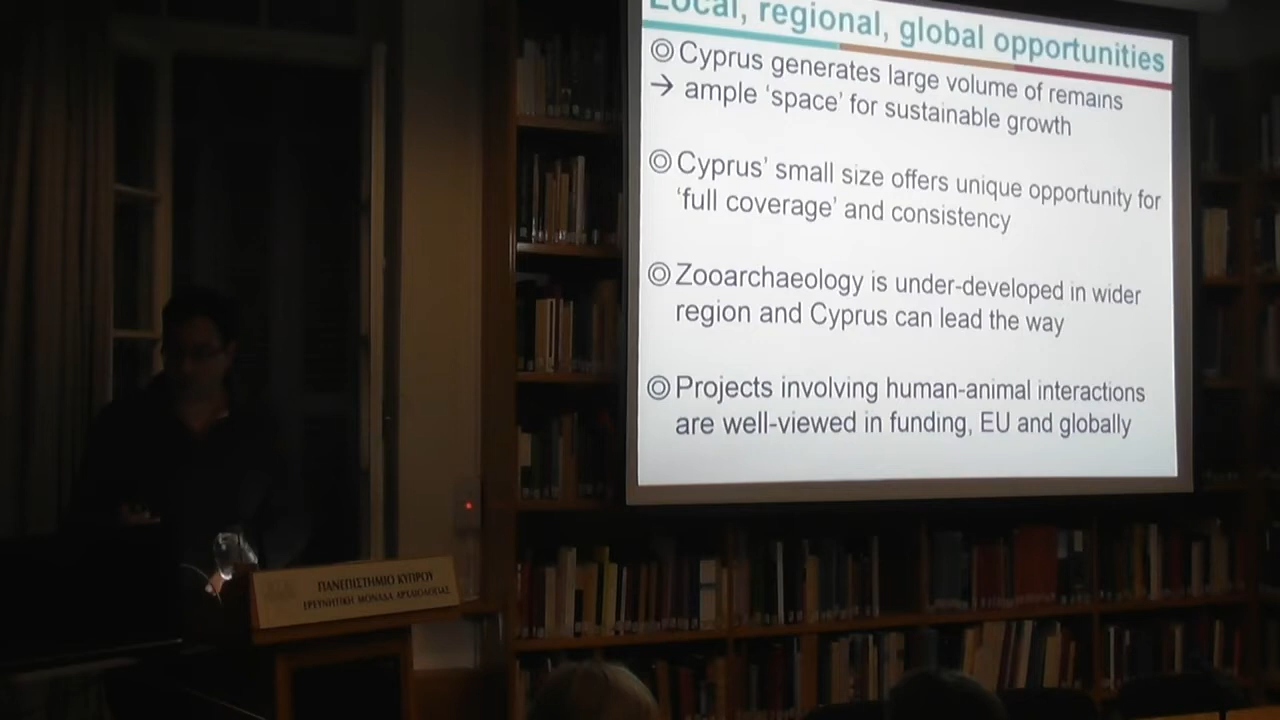 Local, regional, global opportunities
◎ Cyprus generates large volume of remains
→ ample ‘space’ for sustainable growth
◎ Cyprus’ small size offers unique opportunity for
‘full coverage’ and consistency
◎ Zooarchaeology is under-developed in wider
region and Cyprus can lead the way
◎ Projects involving human-animal interactions
are well-viewed in funding, EU and globally
ΠΑΝΕΠΙΣΤΗΜΙΟ ΚΥΠΡΟΥ
ΕΡΕΥΝΗΤΙΚΗ ΜΟΝΑΔΑ ΑΡΧΑΙΟΛΟΓΙΑΣ